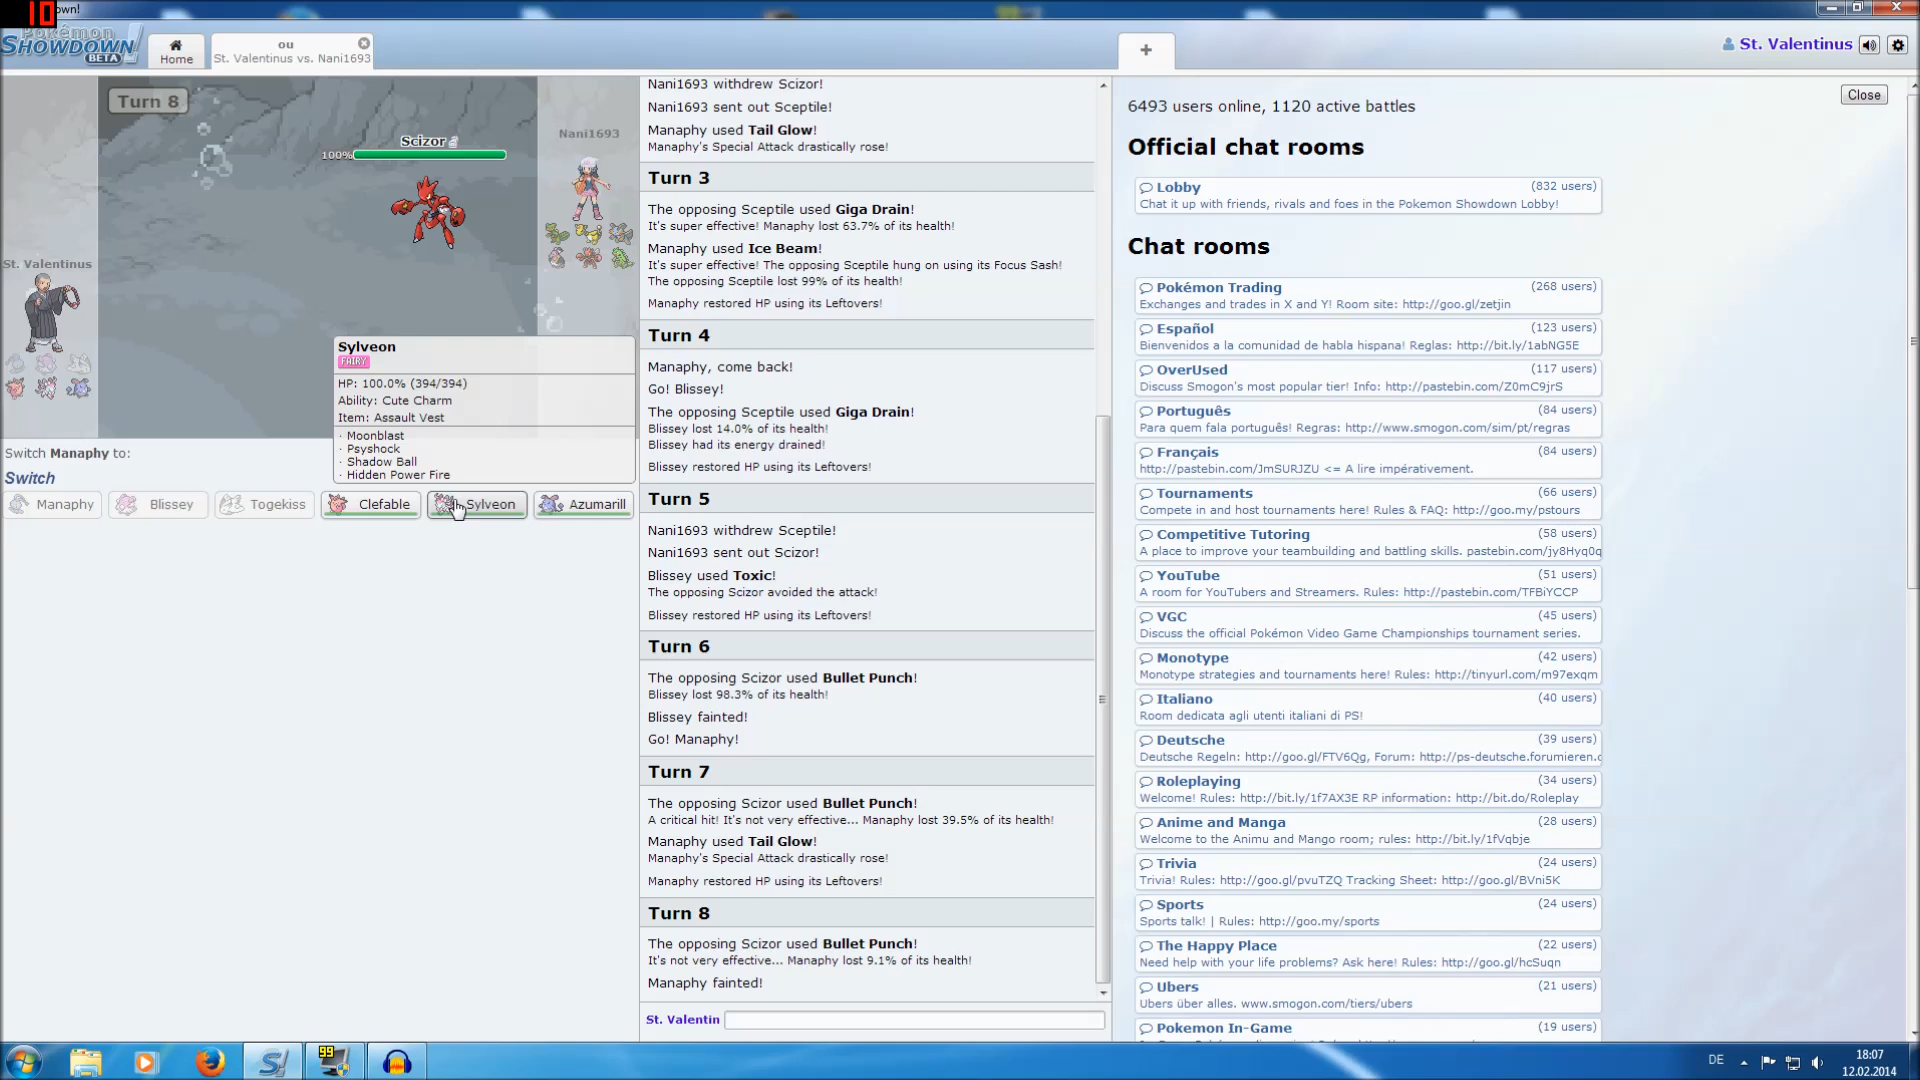 10
own!
Pokémon
SHOWDOWN!
BETA
Home
ou
St. Valentinus vs. Nani1693
+
St. Valentinus
Turn 8
Scizor
100%
Nani1693
St. Valentinus
Sylveon
FAIRY
HP: 100.0% (394/394)
Ability: Cute Charm
Item: Assault Vest
· Moonblast
· Psyshock
· Shadow Ball
· Hidden Power Fire
Switch Manaphy to:
Switch
Manaphy
Blissey
Togekiss
Clefable
Sylveon
Azumarill
Nani1693 withdrew Scizor!
Nani1693 sent out Sceptile!
Manaphy used Tail Glow!
Manaphy's Special Attack drastically rose!
Turn 3
The opposing Sceptile used Giga Drain!
It's super effective! Manaphy lost 63.7% of its health!
Manaphy used Ice Beam!
It's super effective! The opposing Sceptile hung on using its Focus Sash!
The opposing Sceptile lost 99% of its health!
Manaphy restored HP using its Leftovers!
Turn 4
Manaphy, come back!
Go! Blissey!
The opposing Sceptile used Giga Drain!
Blissey lost 14.0% of its health!
Blissey had its energy drained!
Blissey restored HP using its Leftovers!
Turn 5
Nani1693 withdrew Sceptile!
Nani1693 sent out Scizor!
Blissey used Toxic!
The opposing Scizor avoided the attack!
Blissey restored HP using its Leftovers!
Turn 6
The opposing Scizor used Bullet Punch!
Blissey lost 98.3% of its health!
Blissey fainted!
Go! Manaphy!
Turn 7
The opposing Scizor used Bullet Punch!
A critical hit! It's not very effective... Manaphy lost 39.5% of its health!
Manaphy used Tail Glow!
Manaphy's Special Attack drastically rose!
Manaphy restored HP using its Leftovers!
Turn 8
The opposing Scizor used Bullet Punch!
It's not very effective... Manaphy lost 9.1% of its health!
Manaphy fainted!
St. Valentin
Close
6493 users online, 1120 active battles
Official chat rooms
Lobby (832 users)
Chat it up with friends, rivals and foes in the Pokemon Showdown Lobby!
Chat rooms
Pokémon Trading (268 users)
Exchanges and trades in X and Y! Room site: http://goo.gl/zetjin
Español (123 users)
Bienvenidos a la comunidad de habla hispana! Reglas: http://bit.ly/1abNG5E
OverUsed (117 users)
Discuss Smogon's most popular tier! Info: http://pastebin.com/Z0mC9jrS
Português (84 users)
Para quem fala português! Regras: http://www.smogon.com/sim/pt/regras
Français (84 users)
http://pastebin.com/JmSURJZU <= A lire impérativement.
Tournaments (66 users)
Compete in and host tournaments here! Rules & FAQ: http://goo.my/pstours
Competitive Tutoring (58 users)
A place to improve your teambuilding and battling skills. pastebin.com/jy8Hyq0q
YouTube (51 users)
A room for YouTubers and Streamers. Rules: http://pastebin.com/TFBiYCCP
VGC (45 users)
Discuss the official Pokémon Video Game Championships tournament series.
Monotype (42 users)
Monotype strategies and tournaments here! Rules: http://tinyurl.com/m97exqm
Italiano (40 users)
Room dedicata agli utenti italiani di PS!
Deutsche (39 users)
Deutsche Regeln: http://goo.gl/FTV6Qg, Forum: http://ps-deutsche.forumieren.c
Roleplaying (34 users)
Welcome! Rules: http://bit.ly/1f7AX3E RP information: http://bit.do/Roleplay
Anime and Manga (28 users)
Welcome to the Animu and Mango room; rules: http://bit.ly/1fVqbje
Trivia (24 users)
Trivia! Rules: http://goo.gl/pvuTZQ Tracking Sheet: http://goo.gl/BVni5K
Sports (24 users)
Sports talk! | Rules: http://goo.my/sports
The Happy Place (22 users)
Need help with your life problems? Ask here! Rules: http://goo.gl/hcSuqn
Ubers (21 users)
Ubers über alles. www.smogon.com/tiers/ubers
Pokemon In-Game (19 users)
99
DE
18:07
12.02.2014